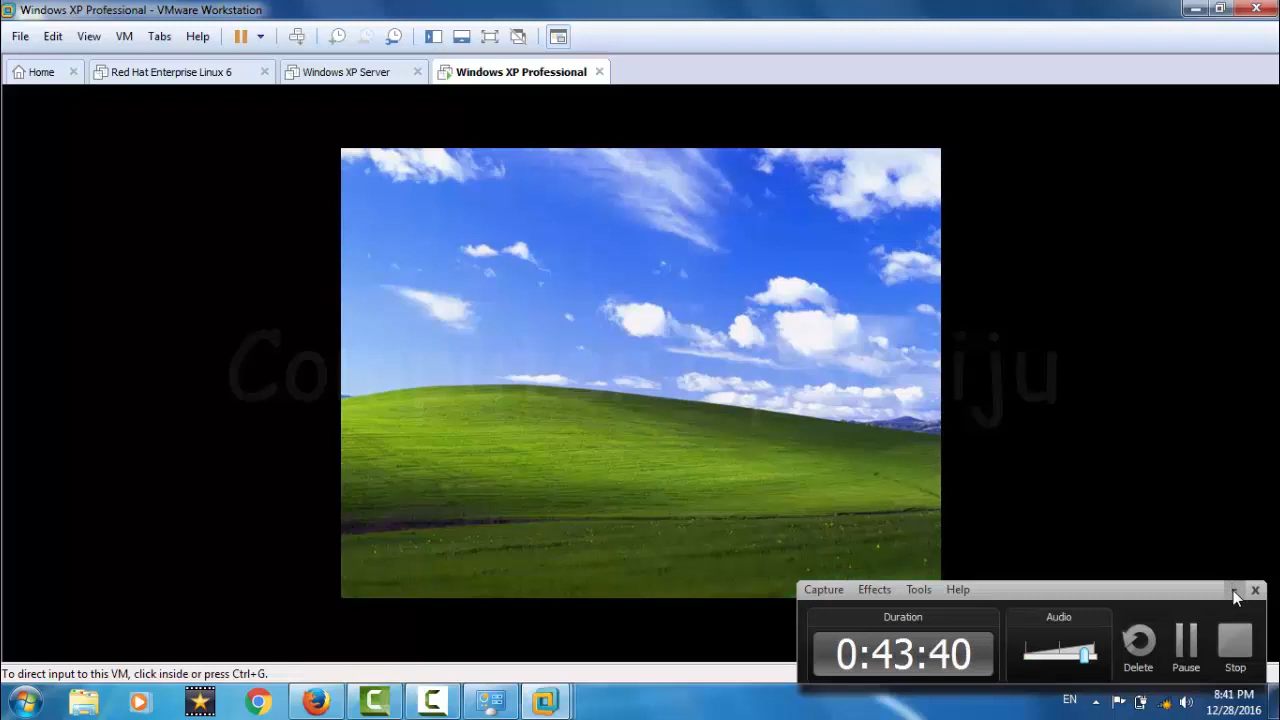 Windows XP Professional - VMware Workstation
File Edit View VM Tabs Help
Home Red Hat Enterprise Linux 6 Windows XP Server Windows XP Professional
Capture Effects Tools Help
Duration Audio
0:43:40
Delete Pause Stop
To direct input to this VM, click inside or press Ctrl+G.
EN
8:41 PM
12/28/2016